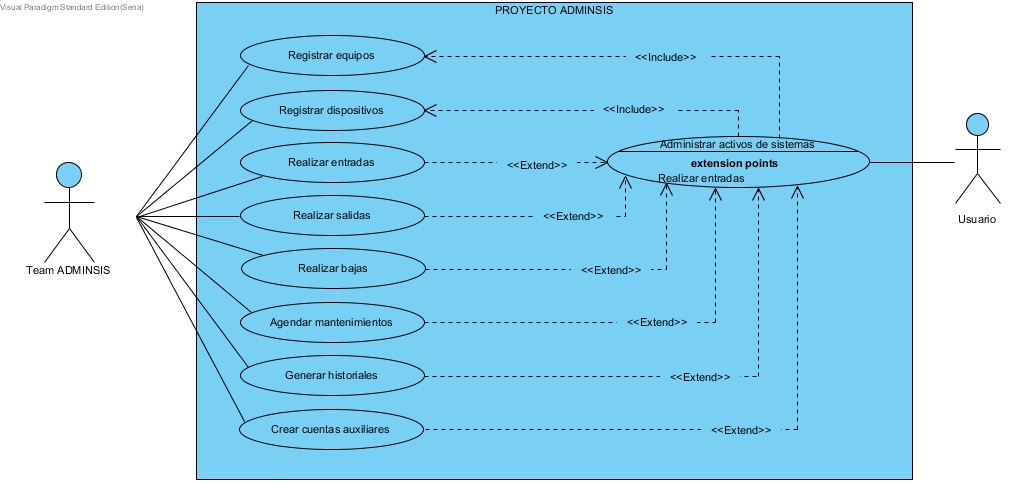 Visual Paradigm Standard Edition(Sena)
PROYECTO ADMINSIS
Registrar equipos
<<Include>>
Registrar dispositivos
<<Include>>
Administrar activos de sistemas
extension points
Realizar entradas
Realizar entradas
<<Extend>>
Realizar salidas
<<Extend>>
Realizar bajas
<<Extend>>
Agendar mantenimientos
<<Extend>>
Generar historiales
<<Extend>>
Crear cuentas auxiliares
<<Extend>>
Team ADMINSIS
Usuario